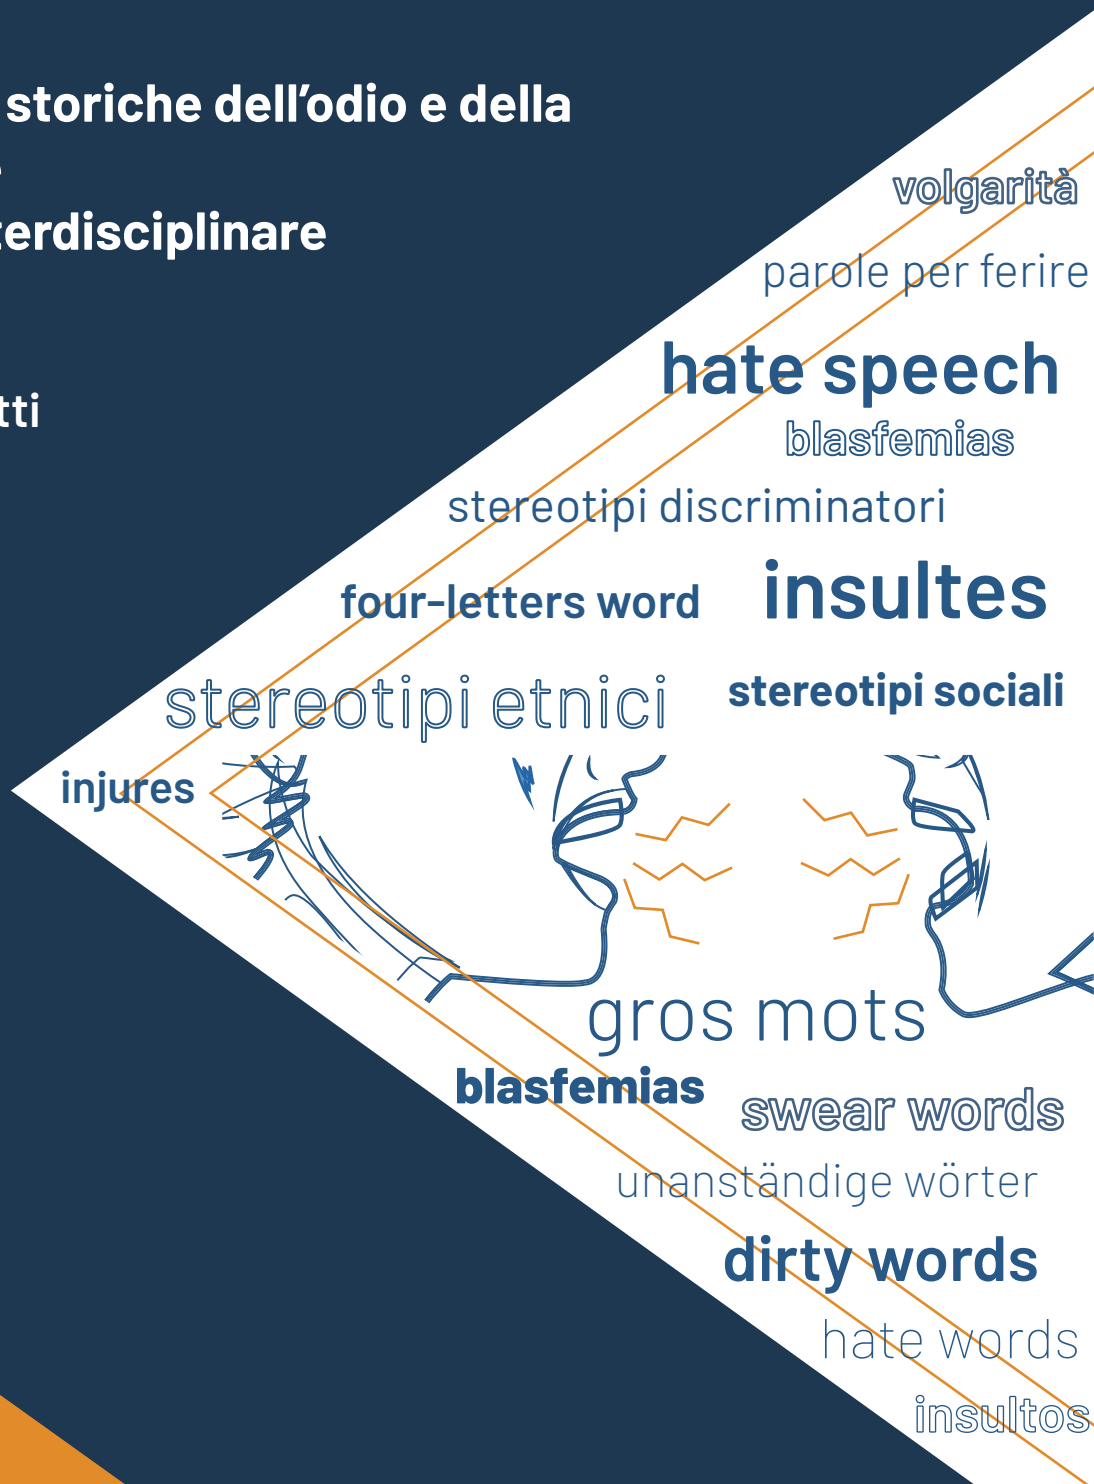 storiche dell'odio e della
terdisciplinare
tti
volgarità
parole per ferire
hate speech
blasfemias
stereotipi discriminatori
four-letters word
insultes
stereotipi etnici
stereotipi sociali
injures
gros mots
blasfemias
swear words
unanständige wörter
dirty words
hate words
insultos